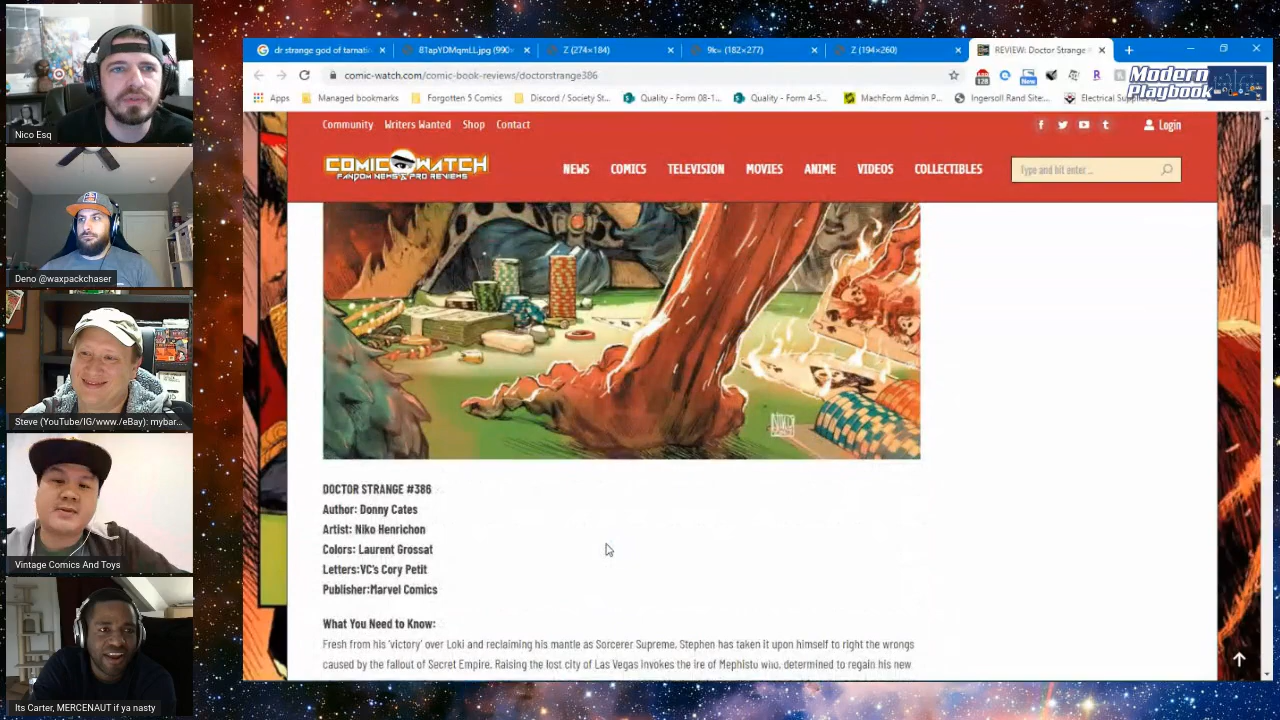 Nico Esq
Deno @waxpackchaser
Steve (YouTube/IG/www./eBay): mybar...
Vintage Comics And Toys
Its Carter, MERCENAUT if ya nasty
dr strange god of tarnati
81apYDMqmLL.jpg (990
Z (274×184)
9k= (182×277)
Z (194×260)
REVIEW: Doctor Strange
comic-watch.com/comic-book-reviews/doctorstrange386
128
New
Modern
Playbook
Apps
Managed bookmarks
Forgotten 5 Comics
Discord / Society St...
Quality - Form 08-1...
Quality - Form 4-5...
MachForm Admin P...
Ingersoll Rand Site:...
Electrical Supplies
Community Writers Wanted Shop Contact
Login
COMIC WATCH
FANDOM NEWS & PRO REVIEWS
NEWS COMICS TELEVISION MOVIES ANIME VIDEOS COLLECTIBLES
Type and hit enter ...
DOCTOR STRANGE #386
Author: Donny Cates
Artist: Niko Henrichon
Colors: Laurent Grossat
Letters:VC's Cory Petit
Publisher:Marvel Comics
What You Need to Know:
Fresh from his 'victory' over Loki and reclaiming his mantle as Sorcerer Supreme, Stephen has taken it upon himself to right the wrongs
caused by the fallout of Secret Empire. Raising the lost city of Las Vegas invokes the ire of Mephisto who, determined to regain his new